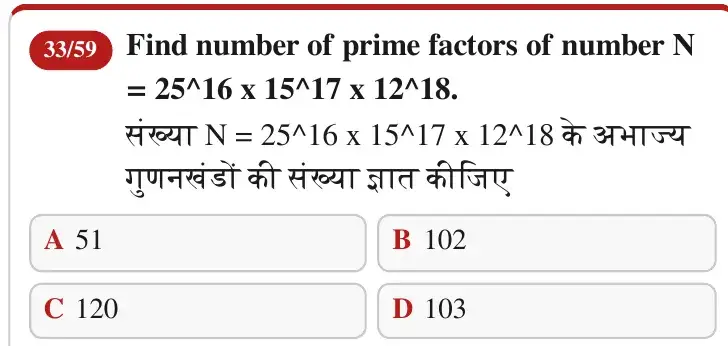 33/59 Find number of prime factors of number N
= 25^16 x 15^17 x 12^18.
संख्या N = 25^16 x 15^17 x 12^18 के अभाज्य
गुणनखंडों की संख्या ज्ञात कीजिए
A 51
B 102
C 120
D 103